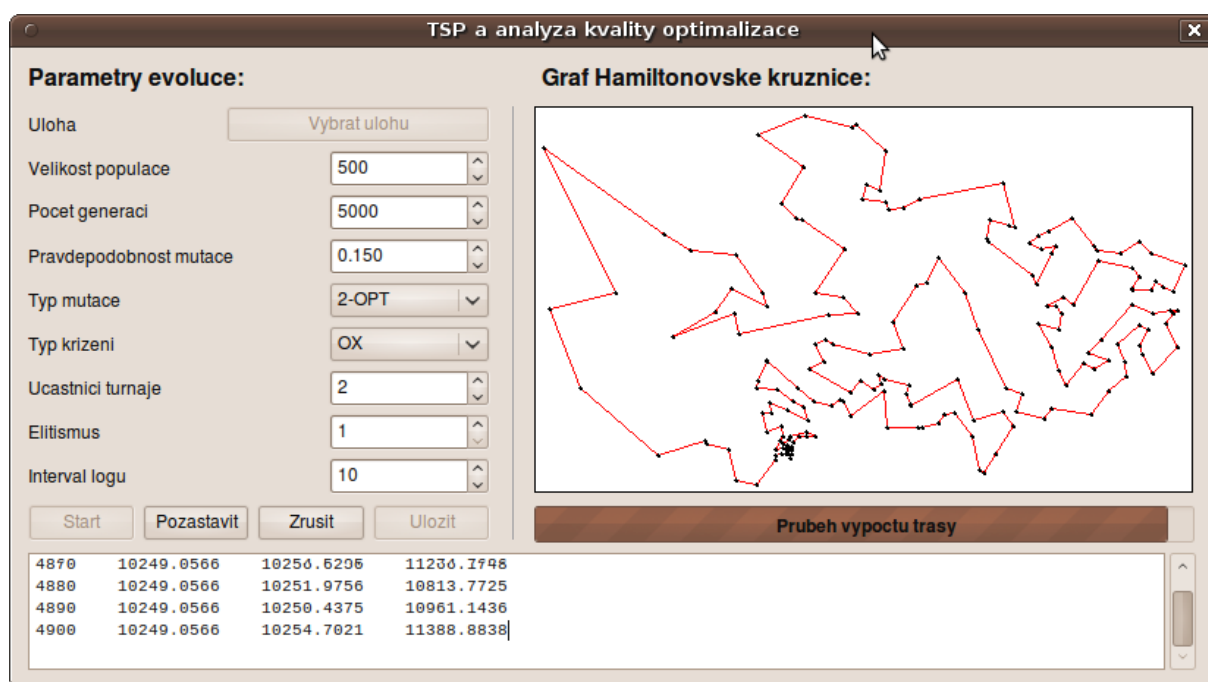 TSP a analyza kvality optimalizace
Parametry evoluce:
Uloha Vybrat ulohu
Velikost populace 500
Pocet generaci 5000
Pravdepodobnost mutace 0.150
Typ mutace 2-OPT
Typ krizeni OX
Ucastnici turnaje 2
Elitismus 1
Interval logu 10
Start Pozastavit Zrusit Ulozit
Graf Hamiltonovske kruznice:
Prubeh vypoctu trasy
10249.0566
4880 10249.0566 10251.9756 10813.7725
4890 10249.0566 10250.4375 10961.1436
4900 10249.0566 10254.7021 11388.8838